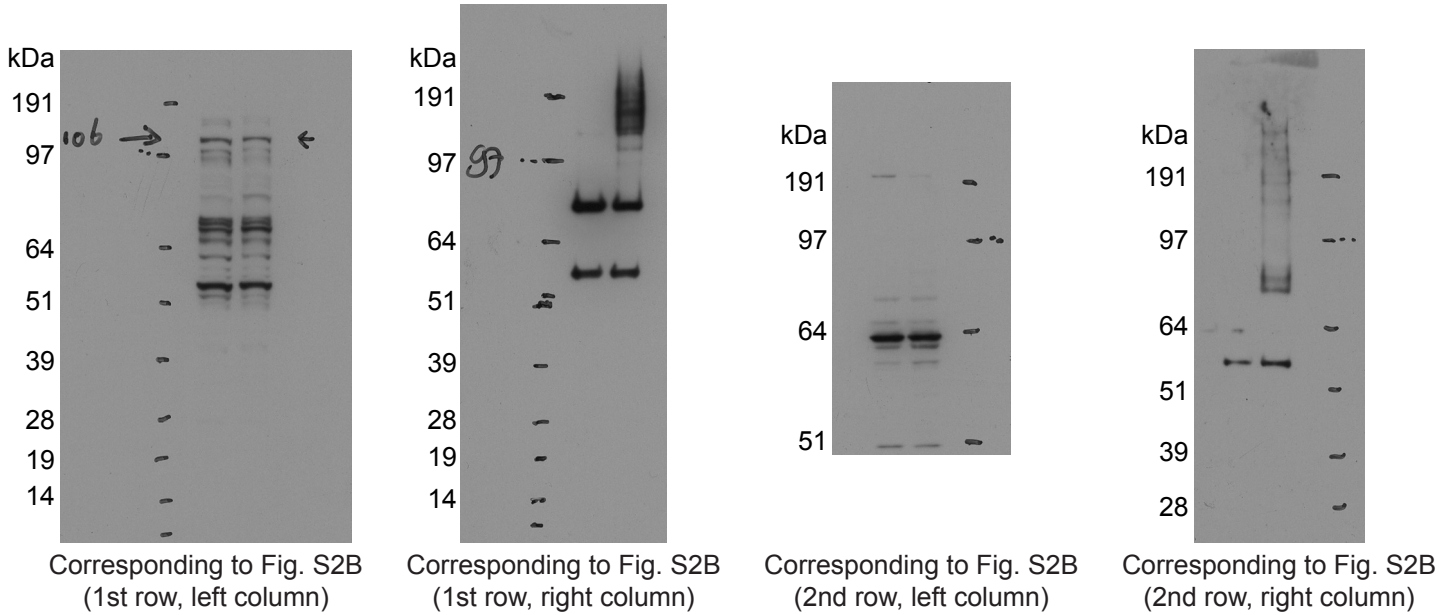 kDa
191
106
97
64
51
39
28
19
14
Corresponding to Fig. S2B
(1st row, left column)
kDa
191
97
97
64
51
39
28
19
14
Corresponding to Fig. S2B
(1st row, right column)
kDa
191
97
64
51
Corresponding to Fig. S2B
(2nd row, left column)
kDa
191
97
64
51
39
28
Corresponding to Fig. S2B
(2nd row, right column)